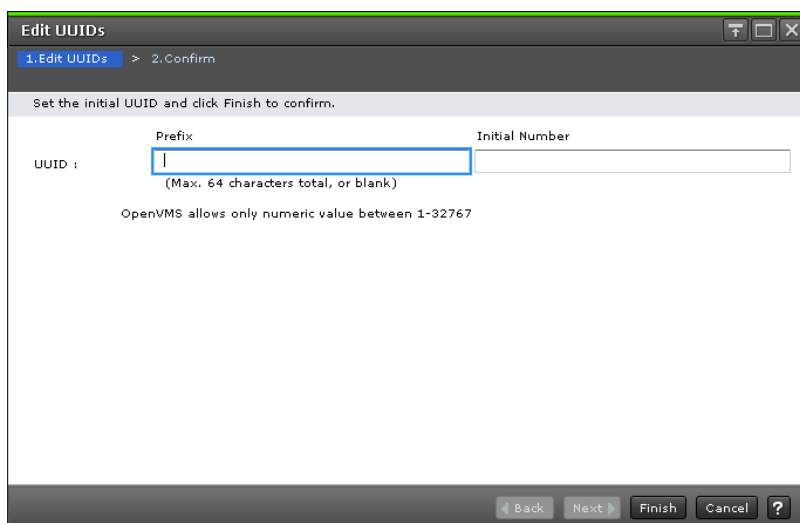 Edit UUIDs
1.Edit UUIDs > 2.Confirm
Set the initial UUID and click Finish to confirm.
Prefix Initial Number
UUID :
(Max. 64 characters total, or blank)
OpenVMS allows only numeric value between 1-32767
Back Next Finish Cancel ?